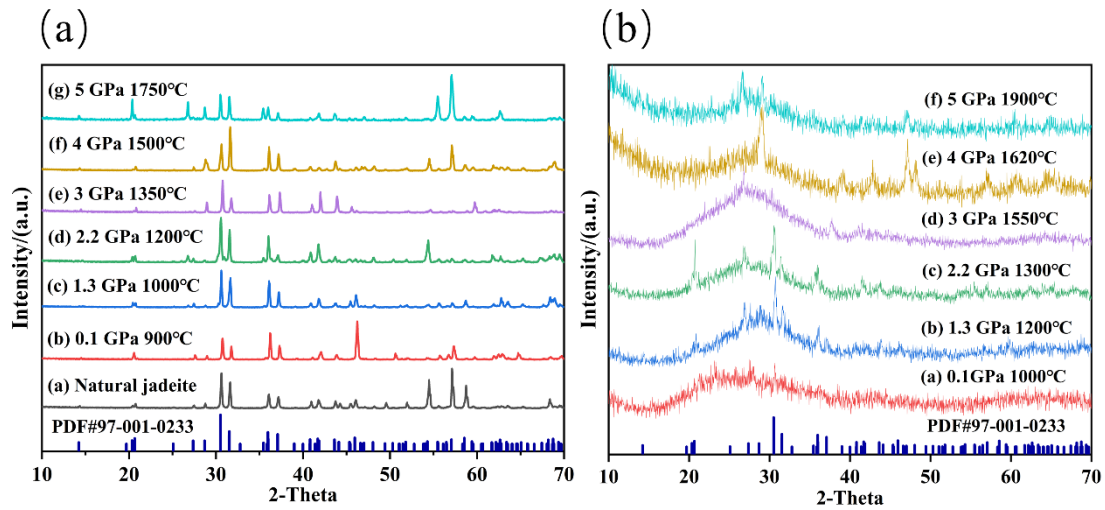 (a)
(g) 5 GPa 1750℃
(f) 4 GPa 1500℃
(e) 3 GPa 1350℃
(d) 2.2 GPa 1200℃
(c) 1.3 GPa 1000℃
(b) 0.1 GPa 900℃
(a) Natural jadeite
PDF#97-001-0233
Intensity/(a.u.)
10 20 30 40 50 60 70
2-Theta
(b)
(f) 5 GPa 1900℃
(e) 4 GPa 1620℃
(d) 3 GPa 1550℃
(c) 2.2 GPa 1300℃
(b) 1.3 GPa 1200℃
(a) 0.1GPa 1000℃
PDF#97-001-0233
Intensity/(a.u.)
10 20 30 40 50 60 70
2-Theta